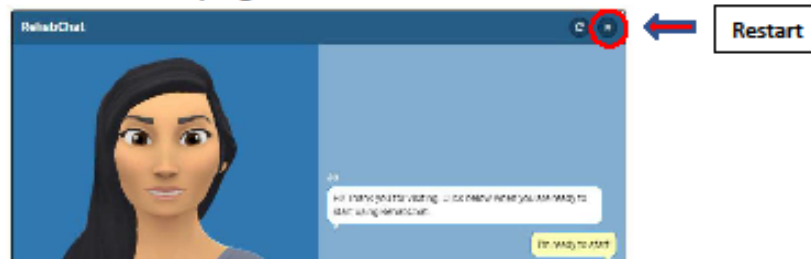 RehabChat
Restart
Hi! Thank you for visiting. Click below when you are ready to
start using RehabChat.
I'm ready to start